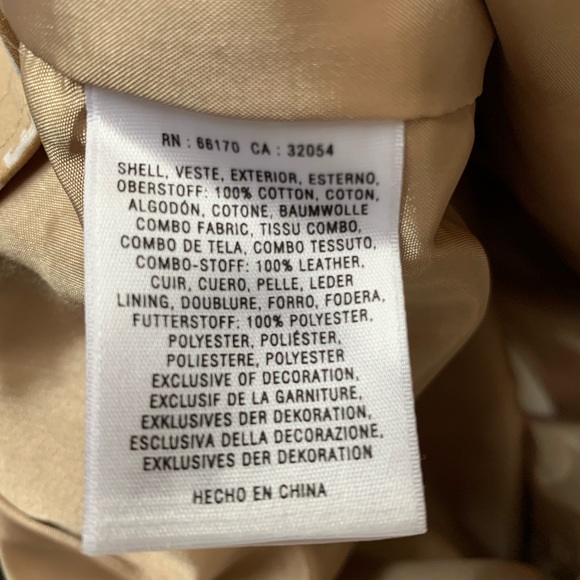 RN : 66170 CA : 32054
SHELL, VESTE, EXTERIOR, ESTERNO,
OBERSTOFF: 100% COTTON, COTON,
ALGODÓN, COTONE, BAUMWOLLE
COMBO FABRIC, TISSU COMBO,
COMBO DE TELA, COMBO TESSUTO,
COMBO-STOFF: 100% LEATHER,
CUIR, CUERO, PELLE, LEDER
LINING, DOUBLURE, FORRO, FODERA,
FUTTERSTOFF: 100% POLYESTER,
POLYESTER, POLIÉSTER,
POLIESTERE, POLYESTER
EXCLUSIVE OF DECORATION,
EXCLUSIF DE LA GARNITURE,
EXKLUSIVES DER DEKORATION,
ESCLUSIVA DELLA DECORAZIONE,
EXKLUSIVES DER DEKORATION
HECHO EN CHINA